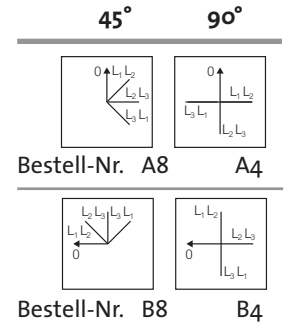 45° 90°
0 L₁ L₂
L₂ L₃
L₃ L₁
0
L₁ L₂
L₃ L₁
L₂ L₃
Bestell-Nr. A8 A4
L₂ L₃ L₃ L₁
L₁ L₂
0
L₁ L₂
L₂ L₃
0
L₃ L₁
Bestell-Nr. B8 B4